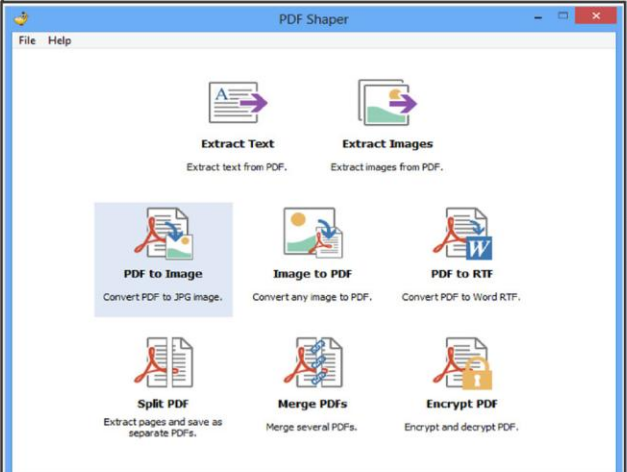 PDF Shaper
File Help
A
Extract Text Extract Images
Extract text from PDF. Extract images from PDF.
W
PDF to Image Image to PDF PDF to RTF
Convert PDF to JPG image. Convert any image to PDF. Convert PDF to Word RTF.
Split PDF Merge PDFs Encrypt PDF
Extract pages and save as
separate PDFs. Merge several PDFs. Encrypt and decrypt PDF.